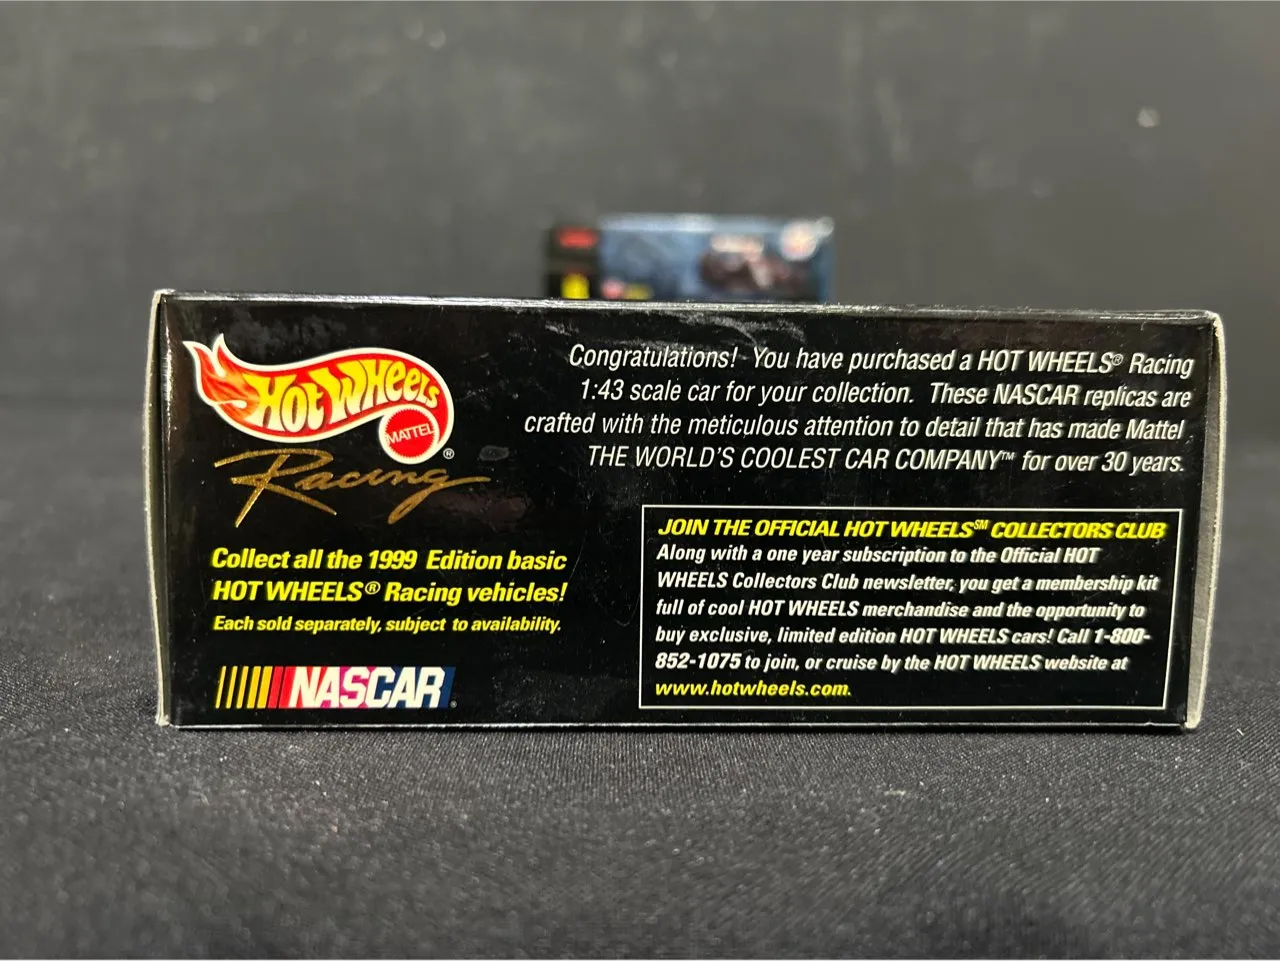 HOT WHEELS
MATTEL
®
Racing
Collect all the 1999 Edition basic
HOT WHEELS® Racing vehicles!
Each sold separately, subject to availability.
NASCAR
Congratulations! You have purchased a HOT WHEELS® Racing
1:43 scale car for your collection. These NASCAR replicas are
crafted with the meticulous attention to detail that has made Mattel
THE WORLD'S COOLEST CAR COMPANY™ for over 30 years.
JOIN THE OFFICIAL HOT WHEELS℠ COLLECTORS CLUB
Along with a one year subscription to the Official HOT
WHEELS Collectors Club newsletter, you get a membership kit
full of cool HOT WHEELS merchandise and the opportunity to
buy exclusive, limited edition HOT WHEELS cars! Call 1-800-
852-1075 to join, or cruise by the HOT WHEELS website at
www.hotwheels.com.